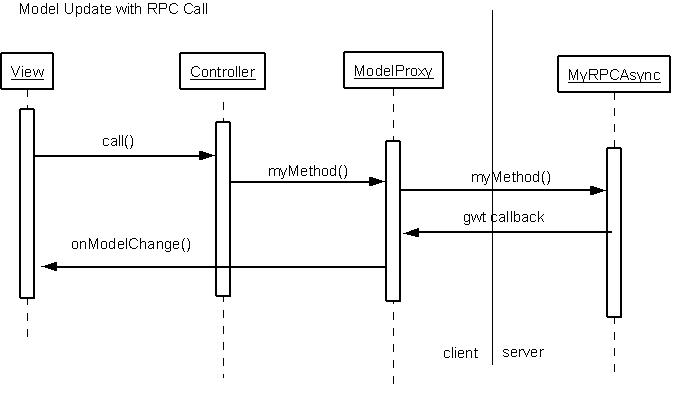 Model Update with RPC Call
View
Controller
ModelProxy
MyRPCAsync
call()
myMethod()
myMethod()
gwt callback
onModelChange()
client
server